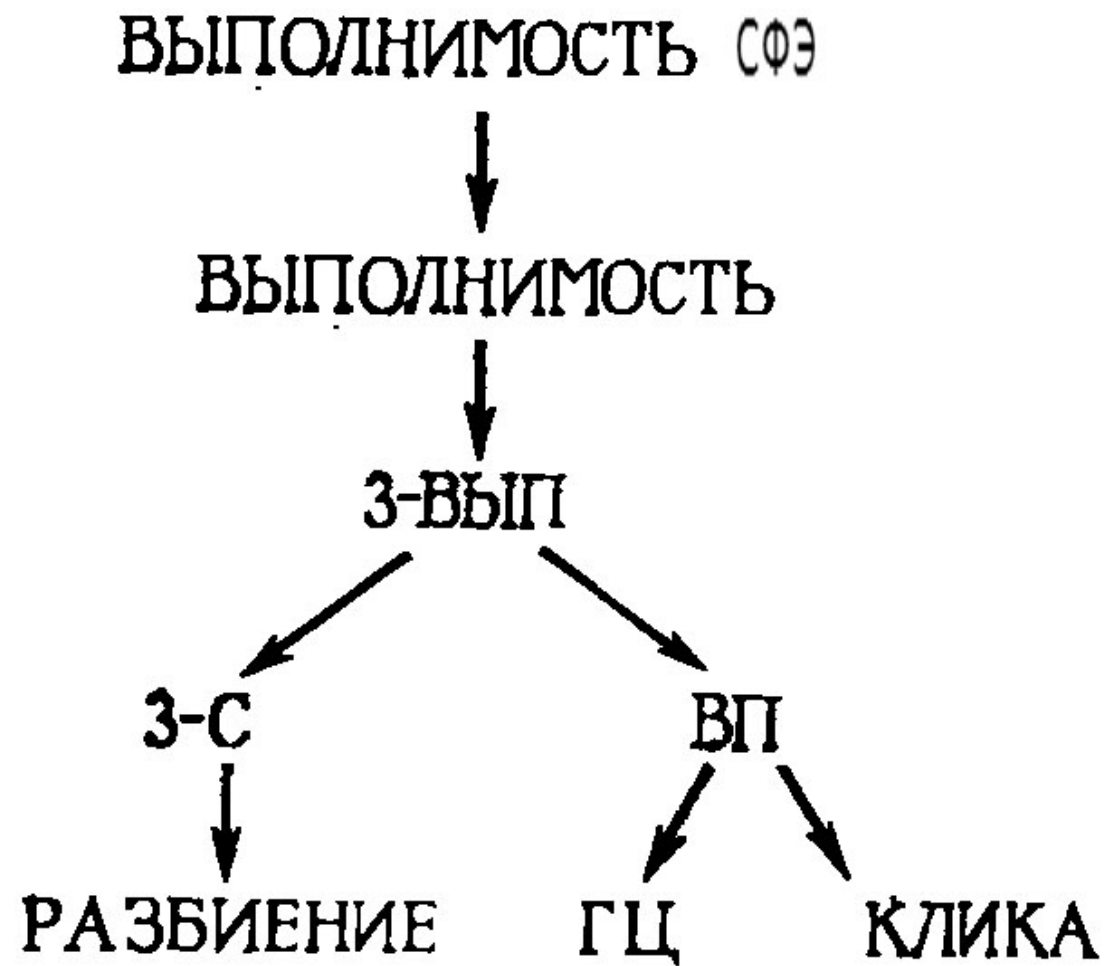 ВЫПОЛНИМОСТЬ СФЭ
ВЫПОЛНИМОСТЬ
3-ВЫП
3-С ВП
РАЗБИЕНИЕ ГЦ КЛИКА